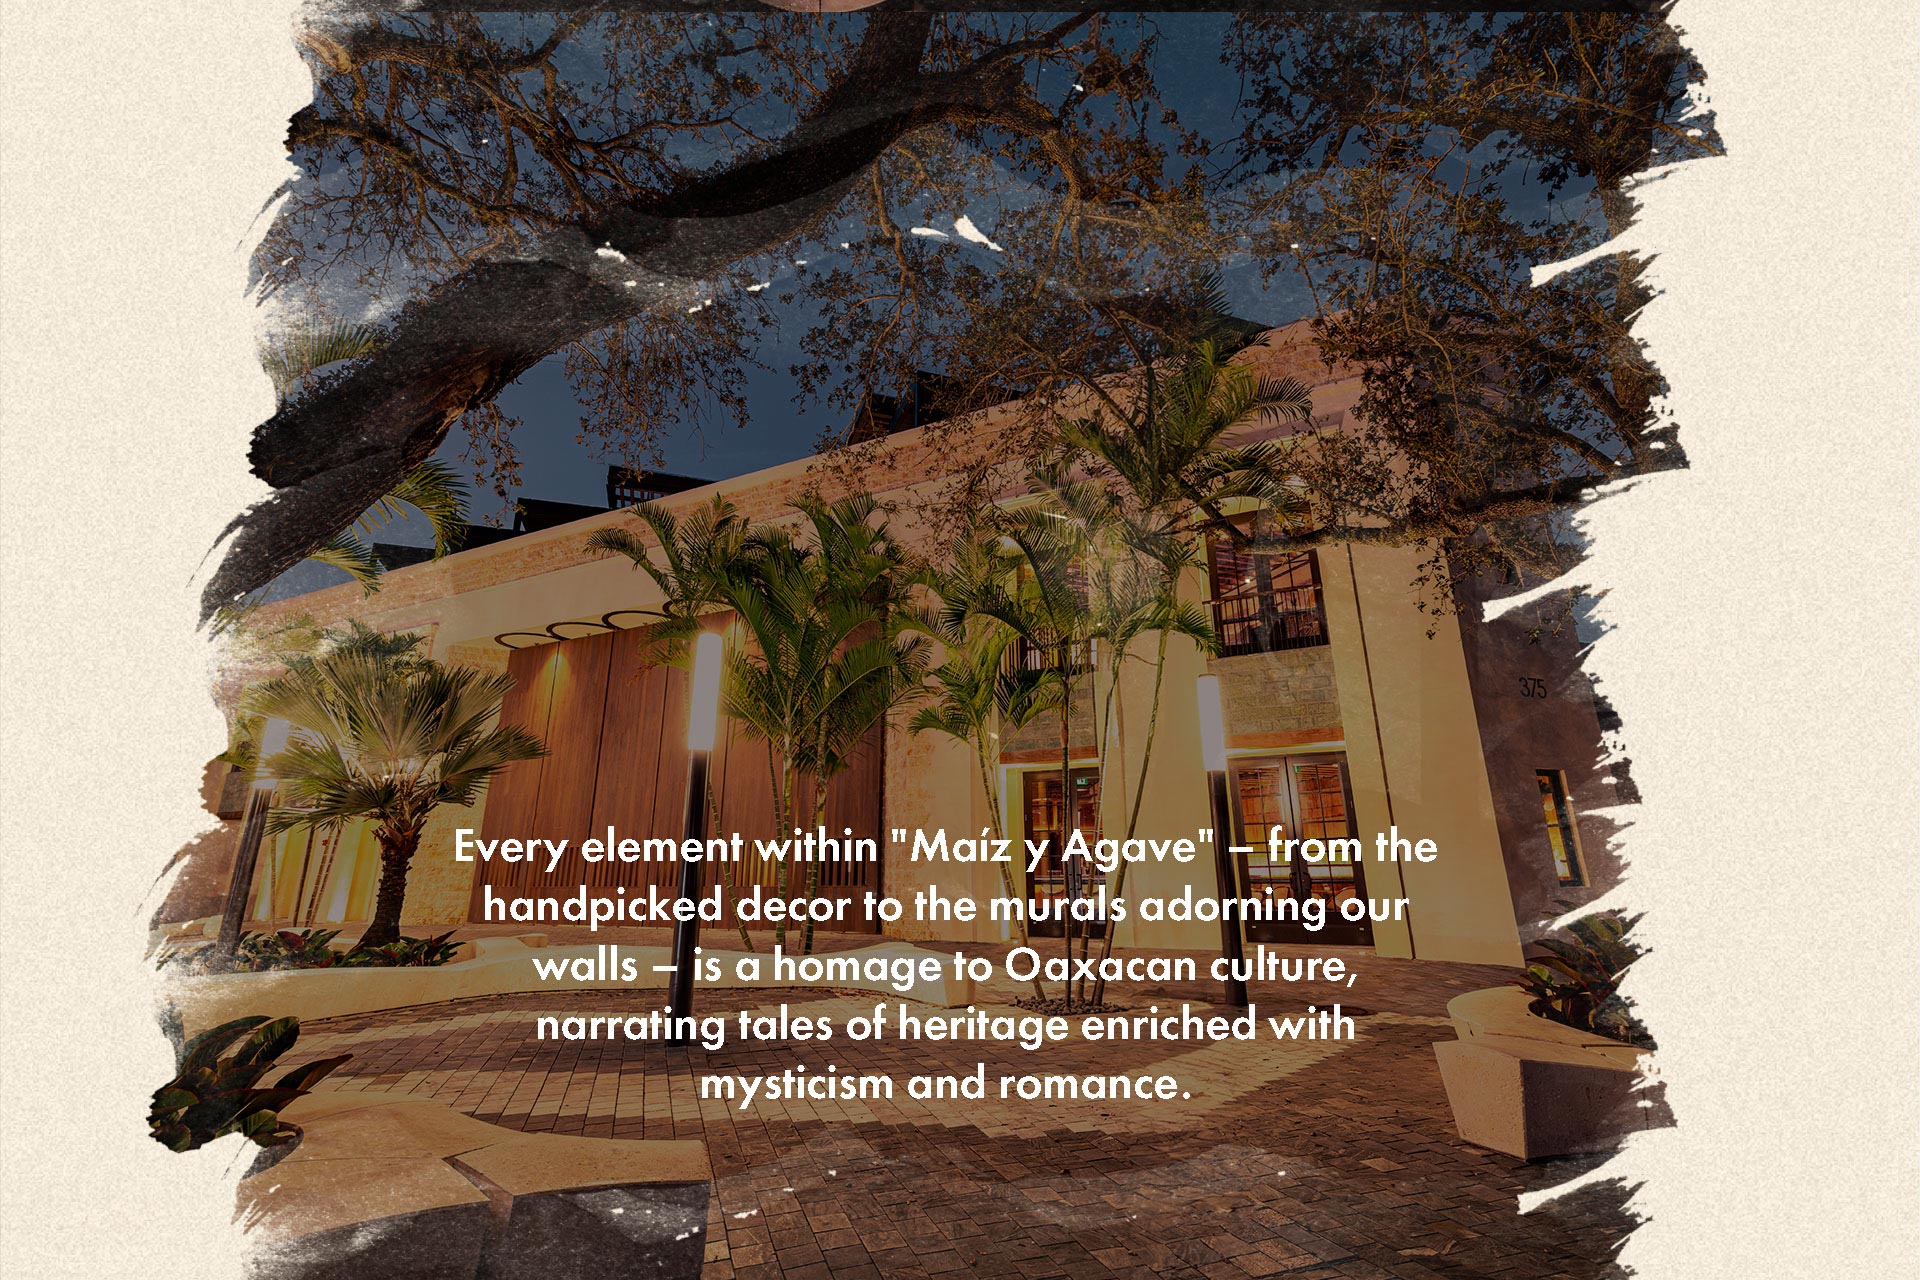 375
Every element within "Maíz y Agave" – from the
handpicked decor to the murals adorning our
walls – is a homage to Oaxacan culture,
narrating tales of heritage enriched with
mysticism and romance.